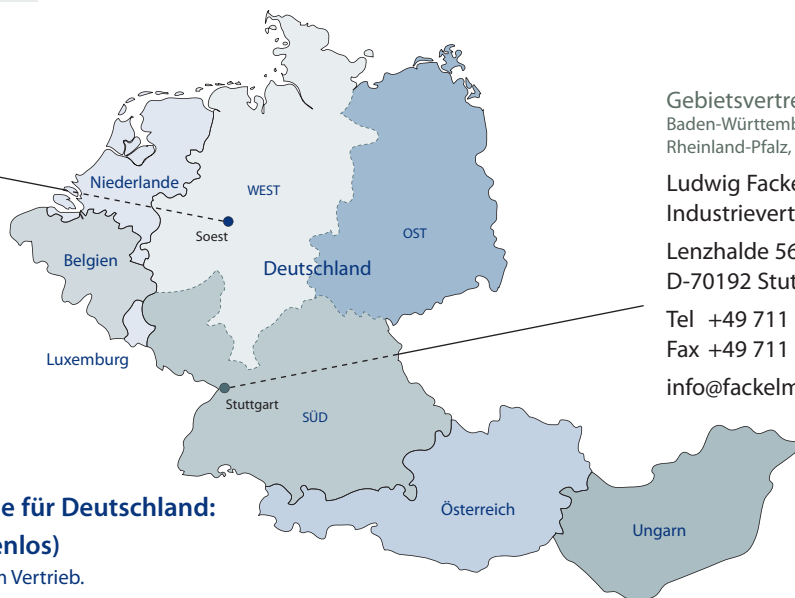 Niederlande
WEST
Soest
OST
Belgien
Deutschland
Luxemburg
Stuttgart
SÜD
Österreich
Ungarn
Gebietsvertre
Baden-Württemb
Rheinland-Pfalz,
Ludwig Facke
Industrievert
Lenzhalde 56
D-70192 Stut
Tel +49 711
Fax +49 711
info@fackelm
e für Deutschland:
enlos)
n Vertrieb.